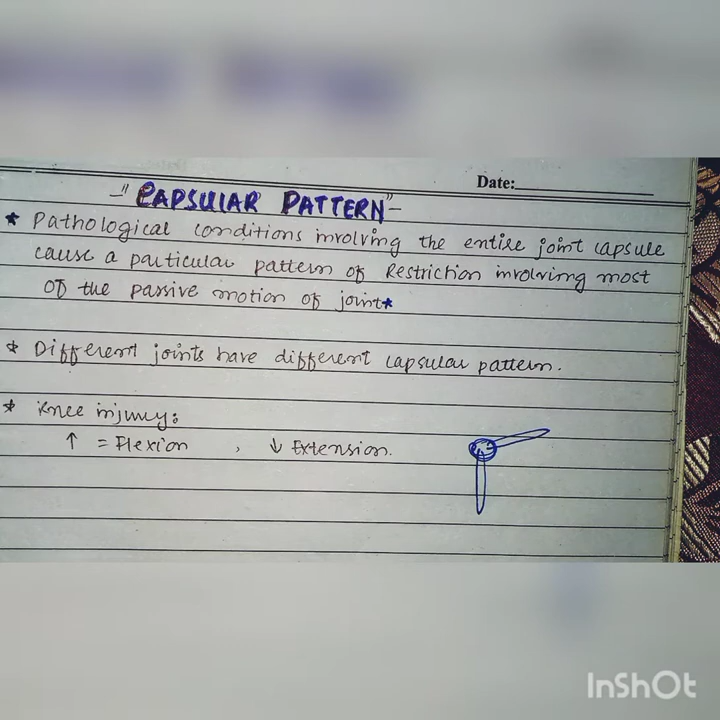 Date:
-"CAPSULAR PATTERN"-
* Pathological conditions involving the entire joint capsule
cause a particular pattern of Restriction involving most
of the passive motion of joint*
* Different joints have different capsular pattern.
* Knee injury:
↑ = Flexion , ↓ Extension.
InShOt